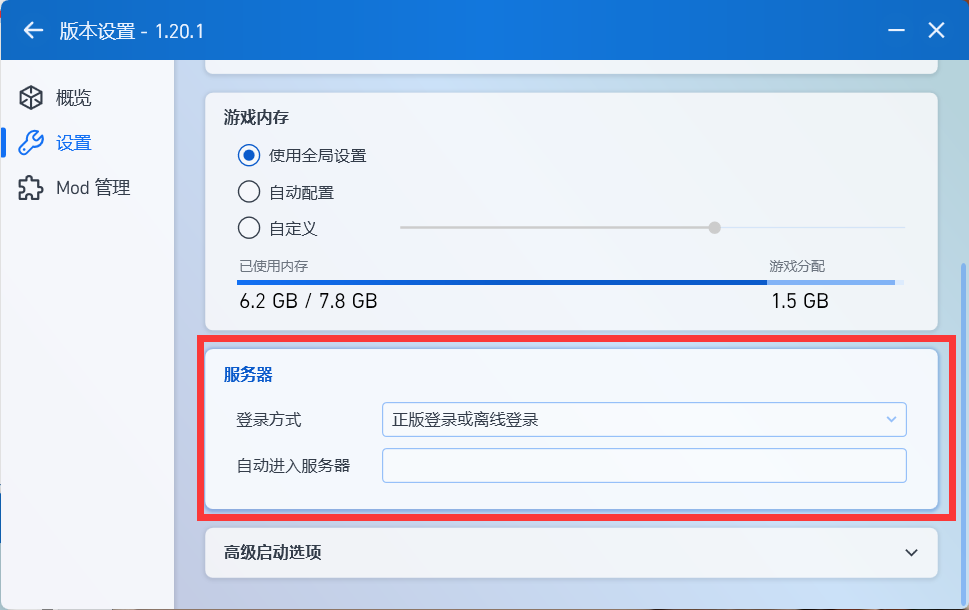 版本设置 - 1.20.1
概览
设置
Mod 管理
游戏内存
使用全局设置
自动配置
自定义
已使用内存 游戏分配
6.2 GB / 7.8 GB 1.5 GB
服务器
登录方式 正版登录或离线登录
自动进入服务器
高级启动选项